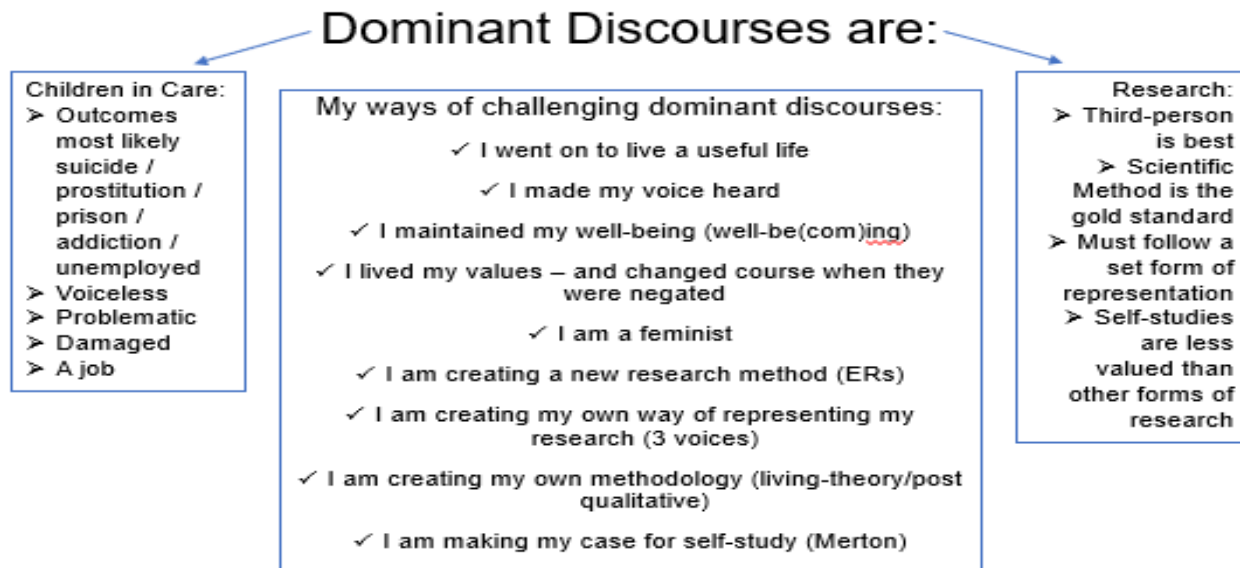 Dominant Discourses are:
Children in Care:
➤ Outcomes
most likely
suicide /
prostitution /
prison /
addiction /
unemployed
➤ Voiceless
➤ Problematic
➤ Damaged
➤ A job
My ways of challenging dominant discourses:
✓ I went on to live a useful life
✓ I made my voice heard
✓ I maintained my well-being (well-be(com)ing)
✓ I lived my values – and changed course when they
were negated
✓ I am a feminist
✓ I am creating a new research method (ERs)
✓ I am creating my own way of representing my
research (3 voices)
✓ I am creating my own methodology (living-theory/post
qualitative)
✓ I am making my case for self-study (Merton)
Research:
➤ Third-person
is best
➤ Scientific
Method is the
gold standard
➤ Must follow a
set form of
representation
➤ Self-studies
are less
valued than
other forms of
research